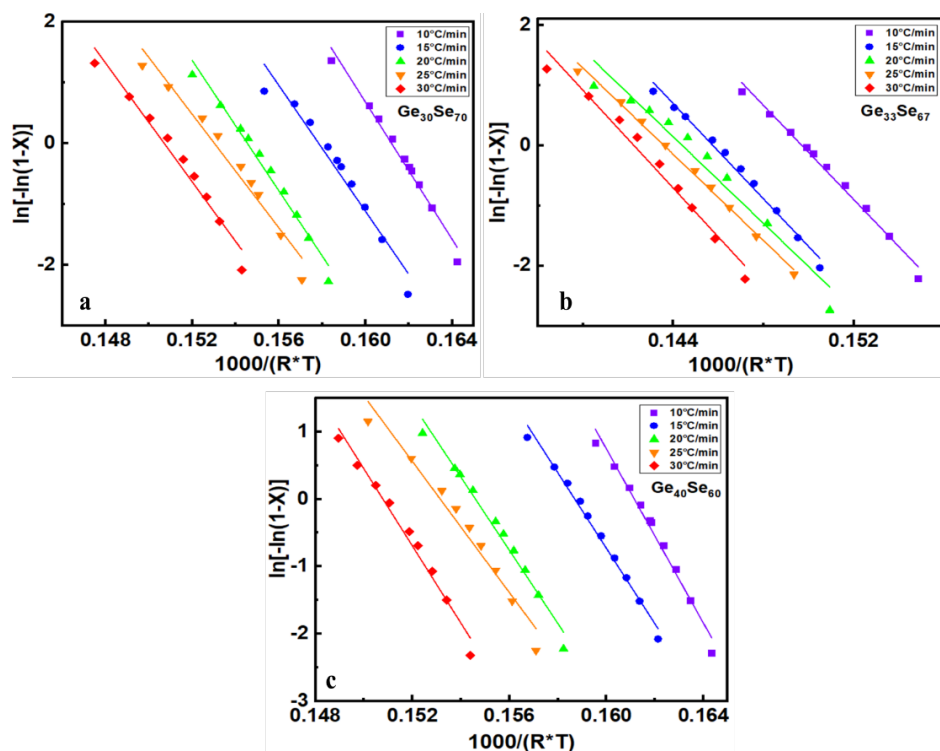 2
0
-2
ln[-ln(1-X)]
10°C/min
15°C/min
20°C/min
25°C/min
30°C/min
Ge30Se70
a
0.148 0.152 0.156 0.160 0.164
1000/(R*T)
2
0
-2
ln[-ln(1-X)]
10°C/min
15°C/min
20°C/min
25°C/min
30°C/min
Ge33Se67
b
0.144 0.152
1000/(R*T)
1
0
-1
-2
-3
ln[-ln(1-X)]
10°C/min
15°C/min
20°C/min
25°C/min
30°C/min
Ge40Se60
c
0.148 0.152 0.156 0.160 0.164
1000/(R*T)